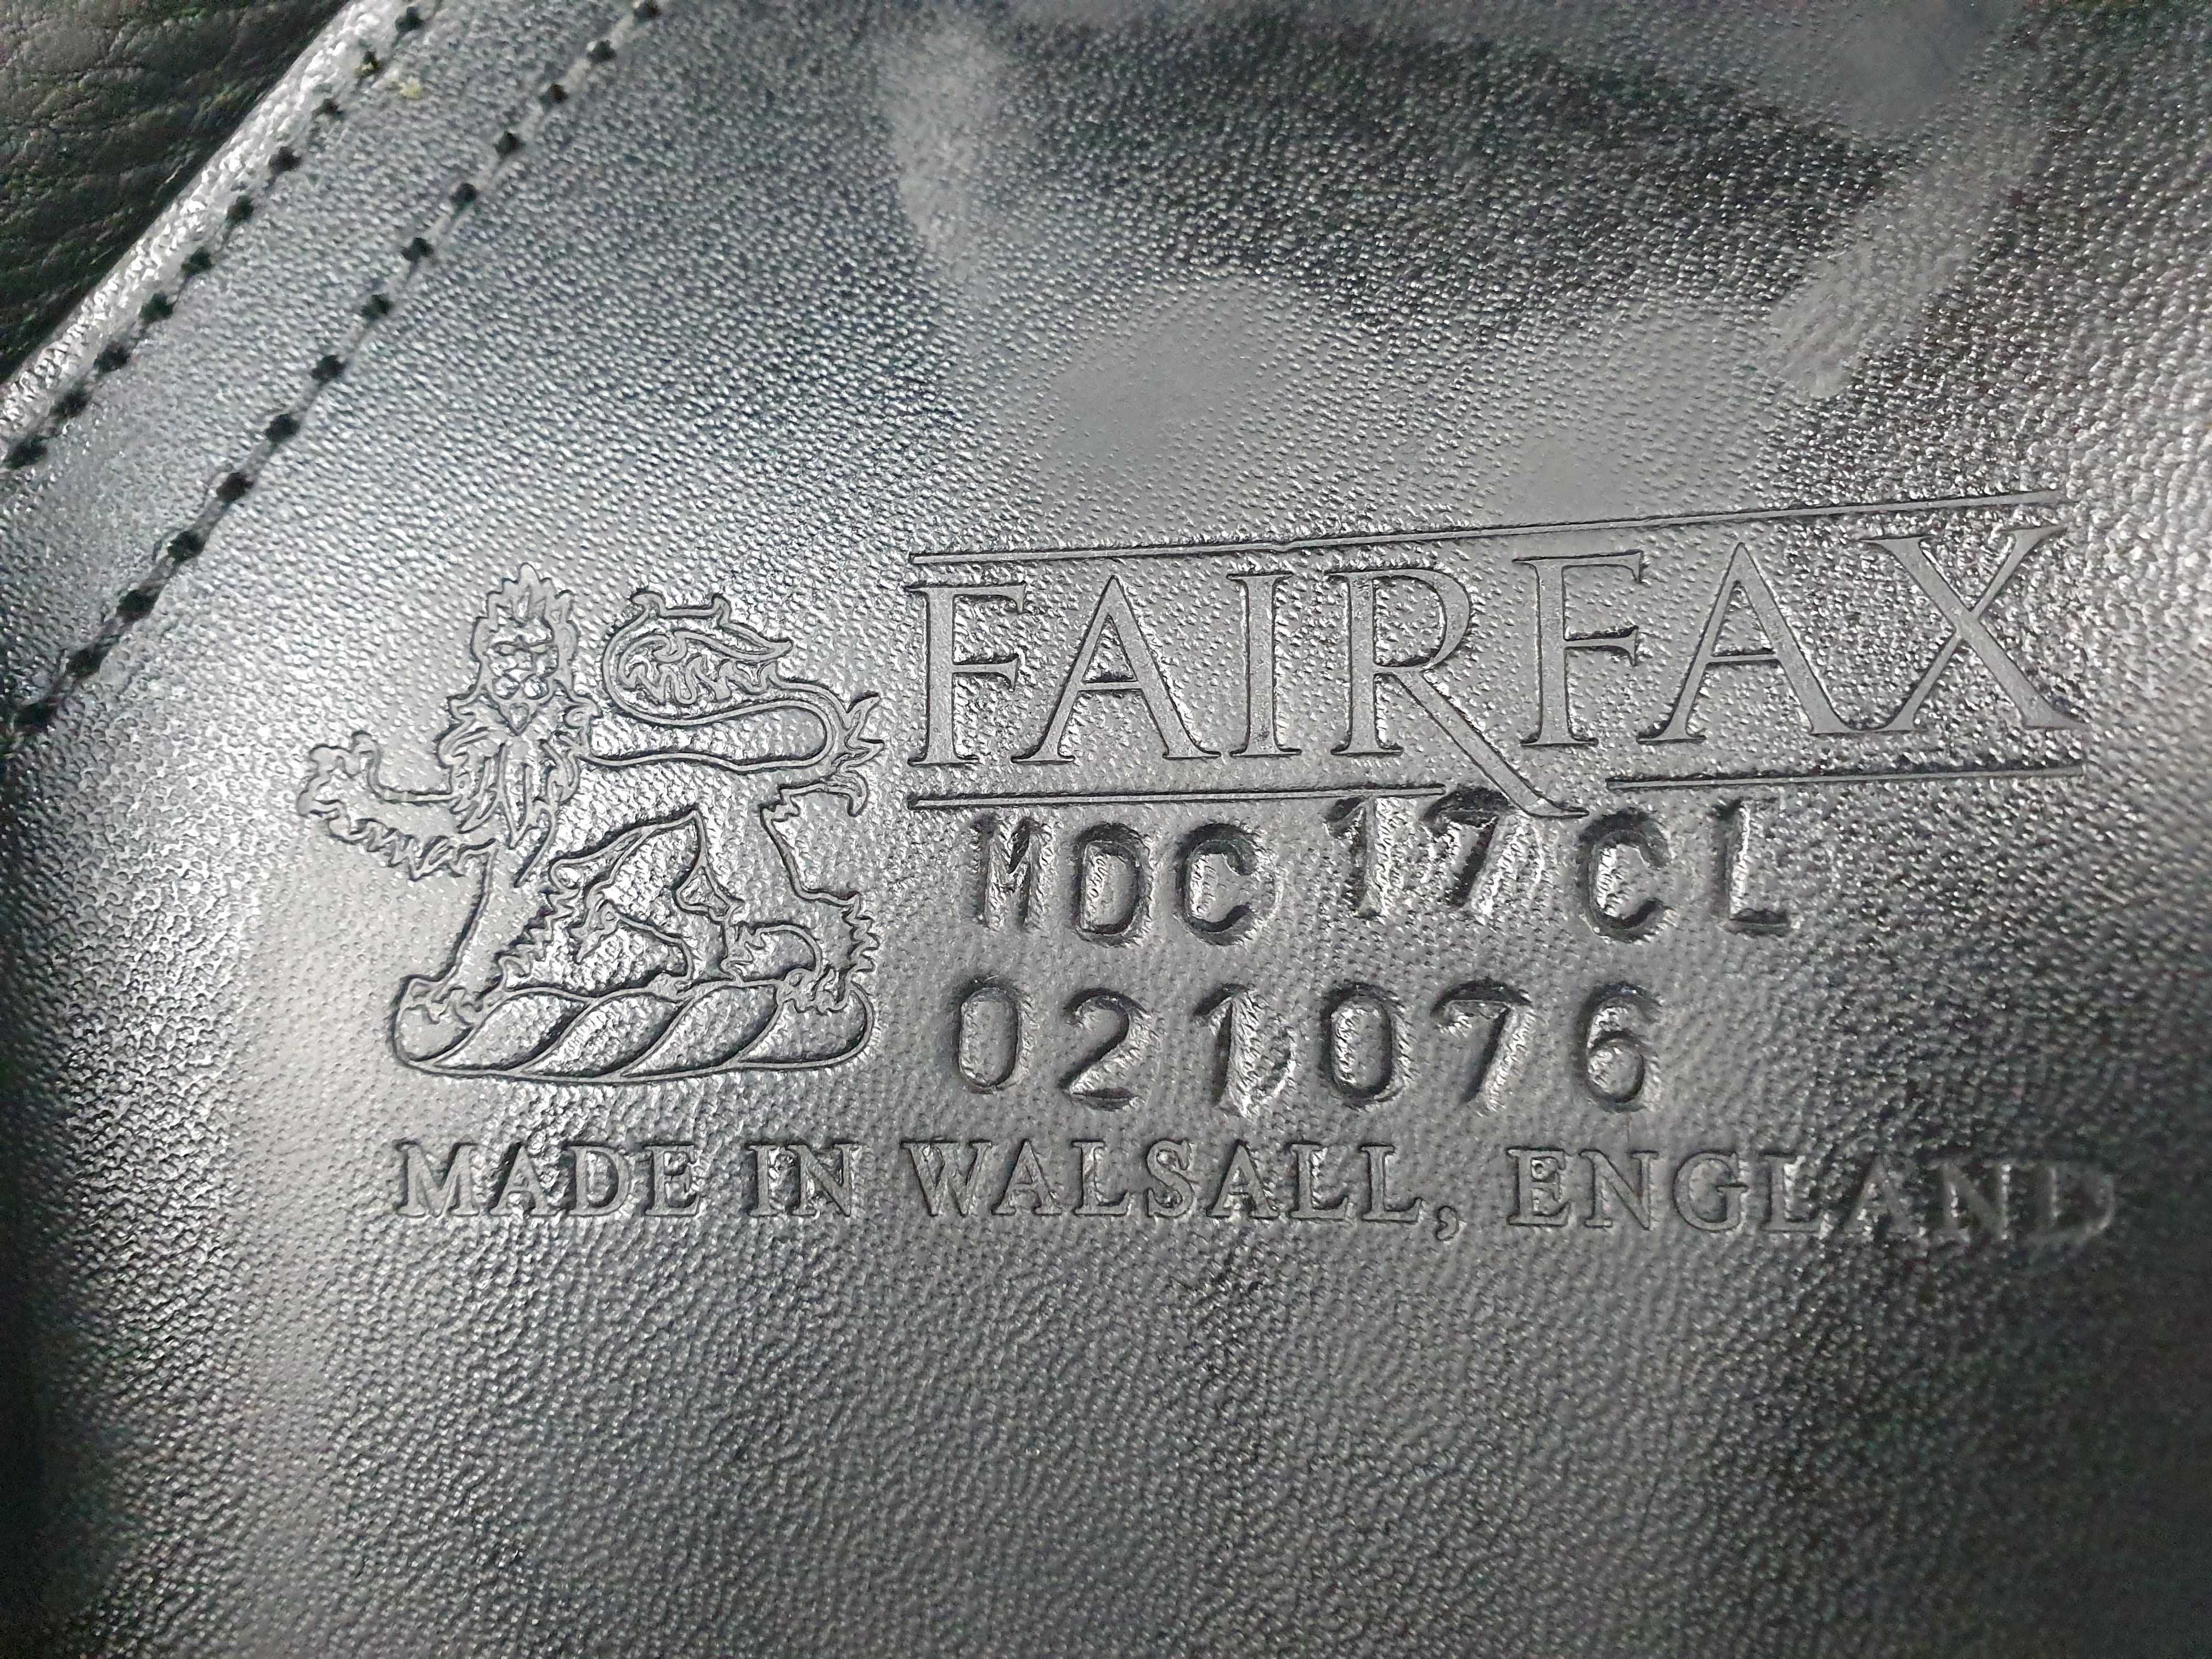 FAIRFAX
MDC 17 CL
021076
MADE IN WALSALL, ENGLAND